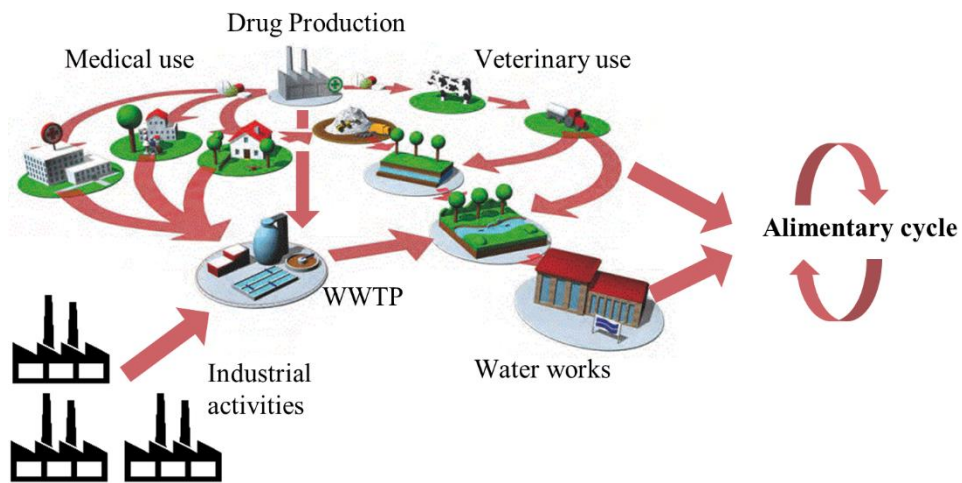 Drug Production
Medical use
Veterinary use
Alimentary cycle
WWTP
Water works
Industrial
activities